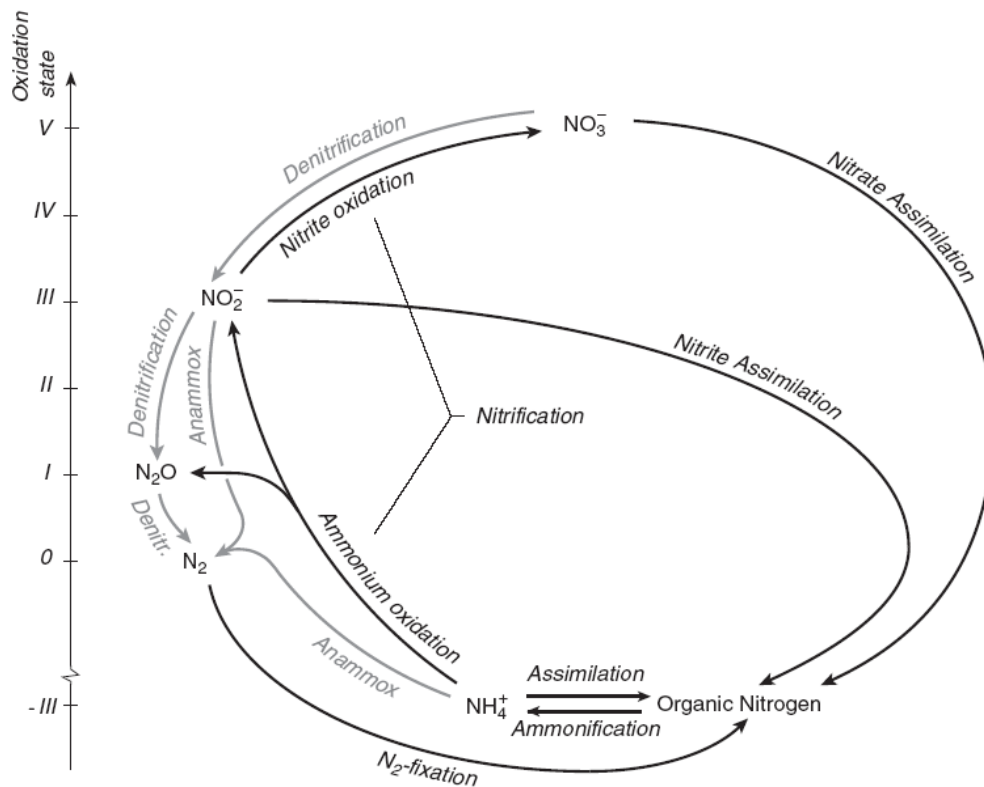 Oxidation
state
V
IV
III
II
I
0
- III
NO₃⁻
Denitrification
Nitrite oxidation
Nitrate Assimilation
NO₂⁻
Nitrite Assimilation
Denitrification
Anammox
Nitrification
N₂O
Denitr.
N₂
Ammonium oxidation
Anammox
Assimilation
NH₄⁺
Organic Nitrogen
Ammonification
N₂-fixation